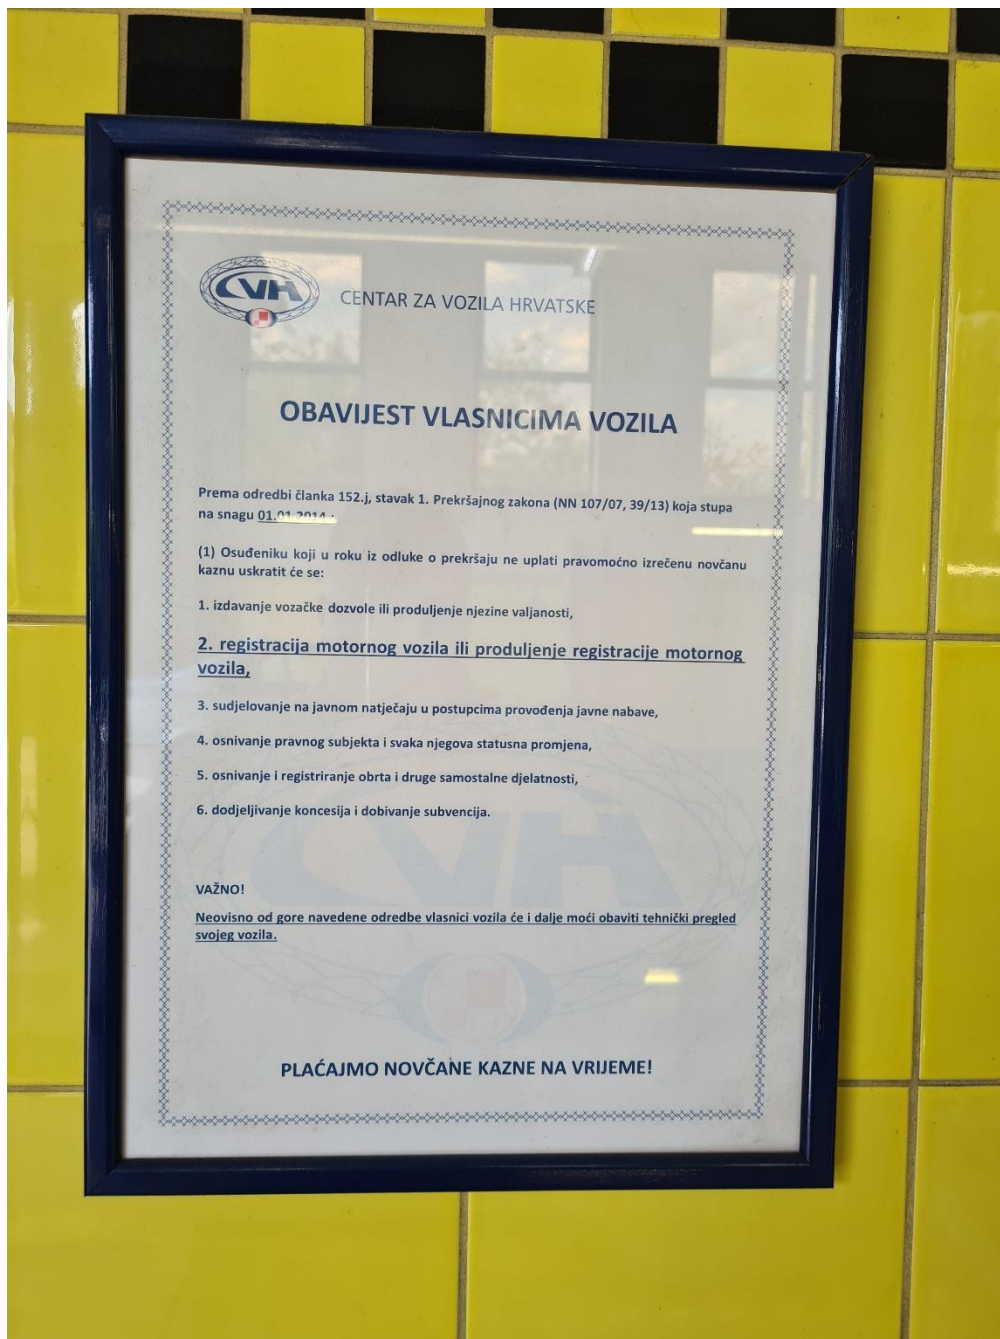 CVH
CENTAR ZA VOZILA HRVATSKE
OBAVIJEST VLASNICIMA VOZILA
Prema odredbi članka 152.j, stavak 1. Prekršajnog zakona (NN 107/07, 39/13) koja stupa
na snagu 01.01.2014.:
(1) Osuđeniku koji u roku iz odluke o prekršaju ne uplati pravomoćno izrečenu novčanu
kaznu uskratit će se:
1. izdavanje vozačke dozvole ili produljenje njezine valjanosti,
2. registracija motornog vozila ili produljenje registracije motornog
vozila,
3. sudjelovanje na javnom natječaju u postupcima provođenja javne nabave,
4. osnivanje pravnog subjekta i svaka njegova statusna promjena,
5. osnivanje i registriranje obrta i druge samostalne djelatnosti,
6. dodjeljivanje koncesija i dobivanje subvencija.
CVH
VAŽNO!
Neovisno od gore navedene odredbe vlasnici vozila će i dalje moći obaviti tehnički pregled
svojeg vozila.
PLAĆAJMO NOVČANE KAZNE NA VRIJEME!